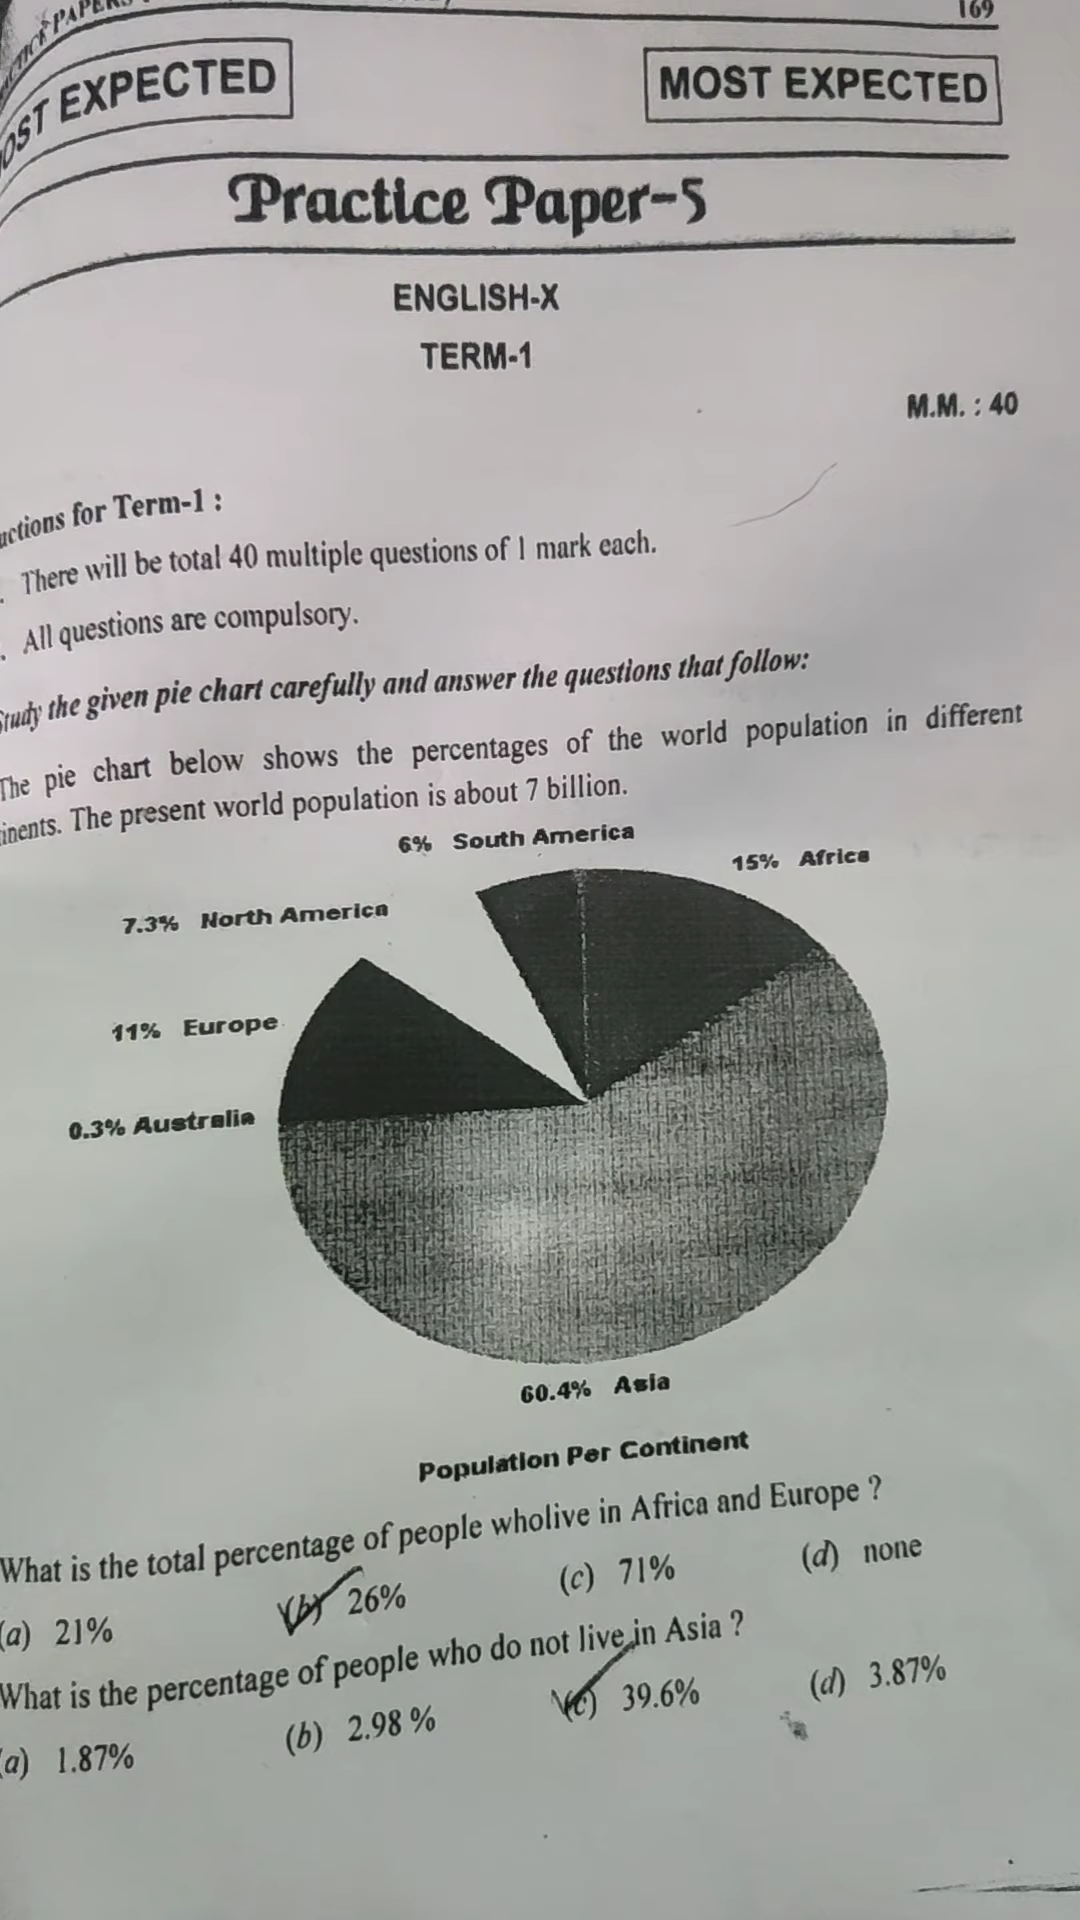 169
EXPECTED
MOST EXPECTED
Practice Paper-5
ENGLISH-X
TERM-1
M.M. : 40
for Term-1 :
There will be total 40 multiple questions of 1 mark each.
All questions are compulsory.
Study the given pie chart carefully and answer the questions that follow:
The pie chart below shows the percentages of the world population in different
The present world population is about 7 billion.
6% South America
15% Africa
7.3% North America
11% Europe
0.3% Australia
60.4% Asia
Population Per Continent
What is the total percentage of people wholive in Africa and Europe ?
(a) 21% (b) 26% (c) 71% (d) none
What is the percentage of people who do not live in Asia ?
(a) 1.87% (b) 2.98 % (c) 39.6% (d) 3.87%